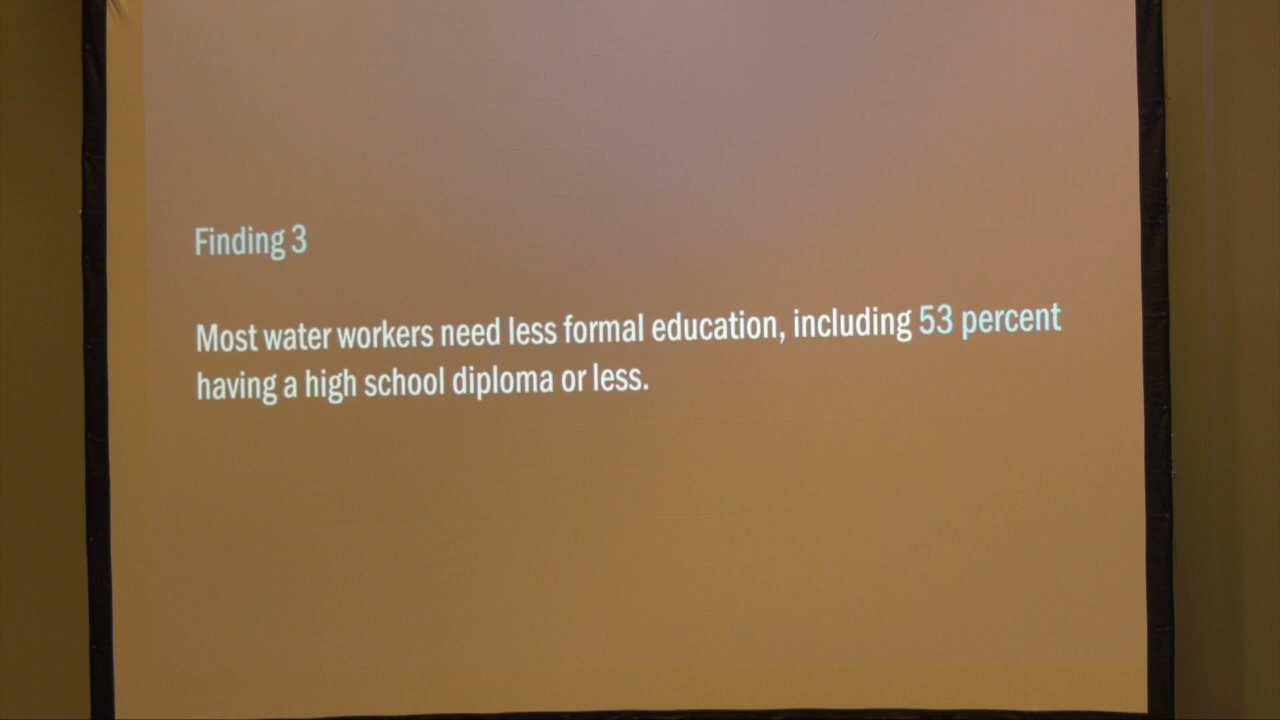 Finding 3
Most water workers need less formal education, including 53 percent
having a high school diploma or less.